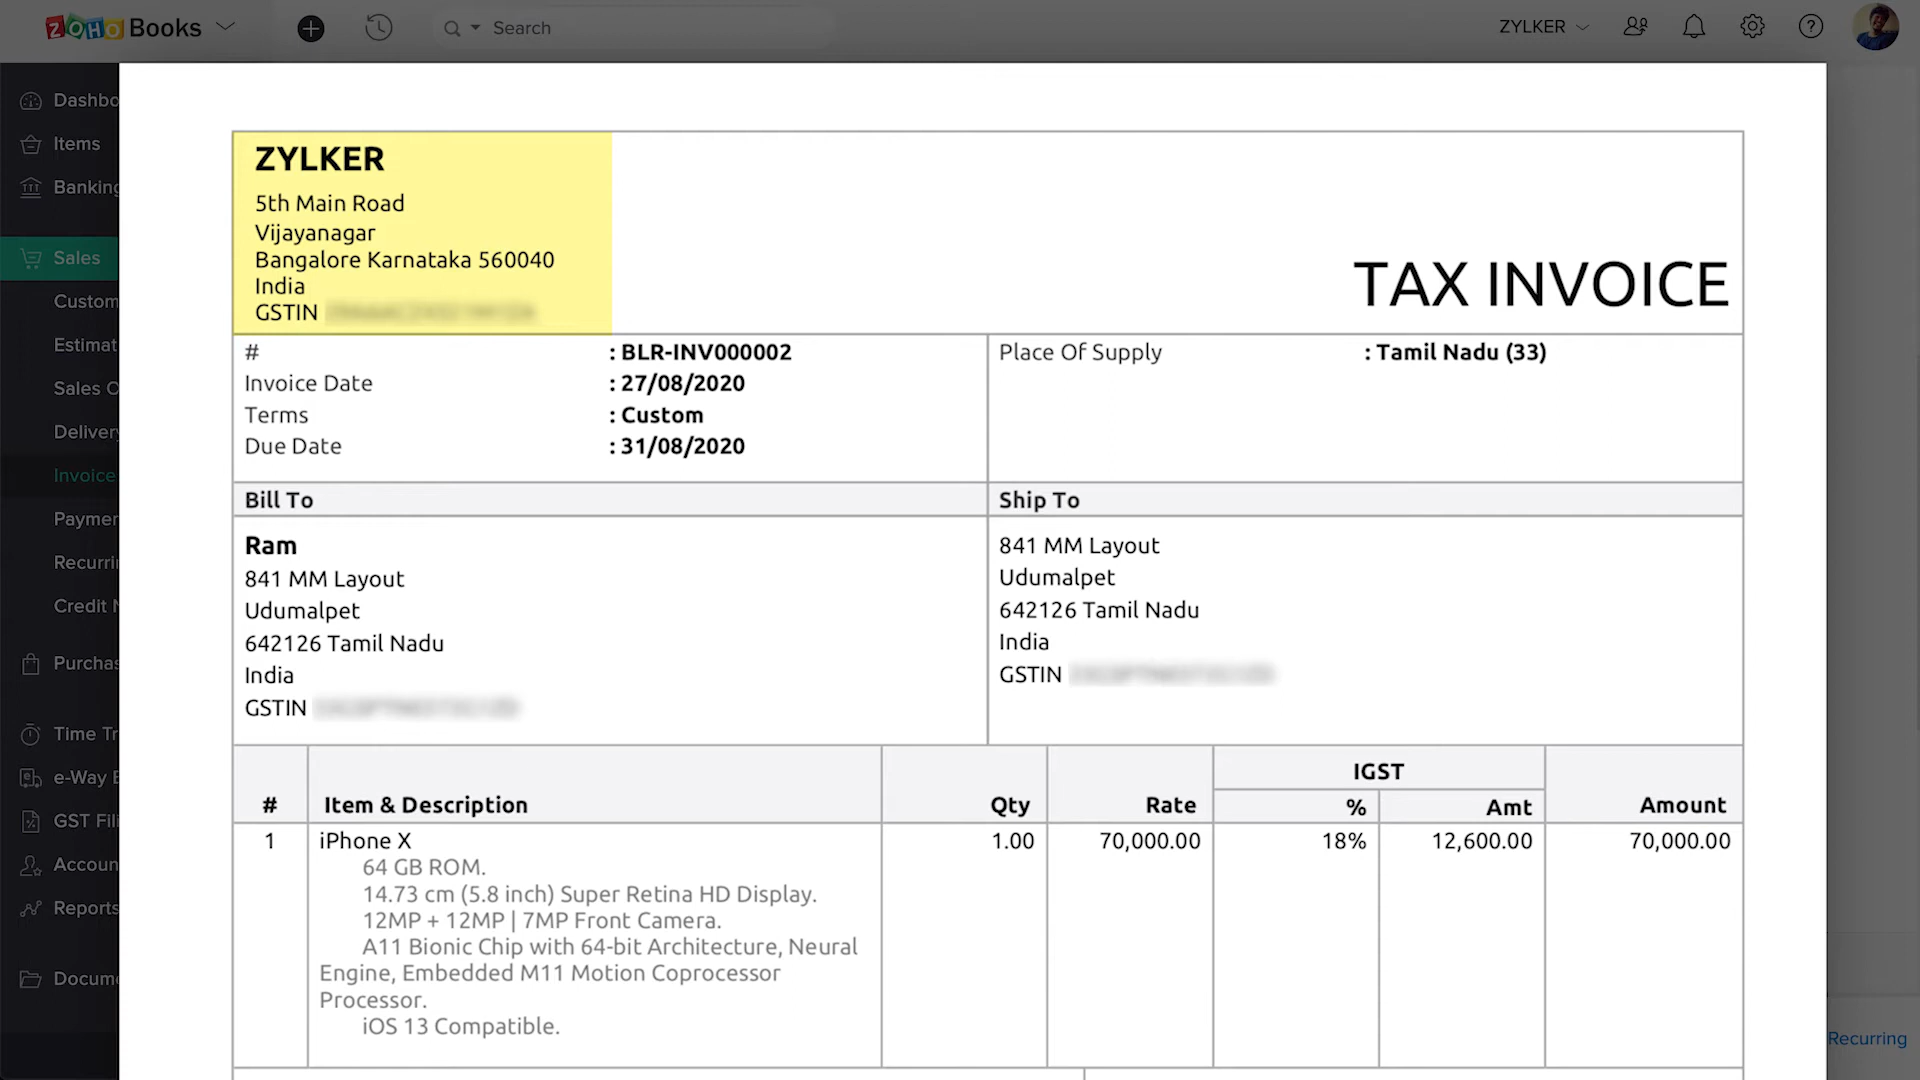 ZOHO Books
Search
ZYLKER
Dashbo
Items
Banking
Sales
Custom
Estimat
Sales O
Delivery
Invoice
Paymer
Recurri
Credit N
Purchas
Time Tr
e-Way E
GST Fili
Accoun
Reports
Docume
ZYLKER
5th Main Road
Vijayanagar
Bangalore Karnataka 560040
India
GSTIN
TAX INVOICE
# : BLR-INV000002
Invoice Date : 27/08/2020
Terms : Custom
Due Date : 31/08/2020
Place Of Supply : Tamil Nadu (33)
Bill To
Ram
841 MM Layout
Udumalpet
642126 Tamil Nadu
India
GSTIN
Ship To
841 MM Layout
Udumalpet
642126 Tamil Nadu
India
GSTIN
IGST
# Item & Description Qty Rate % Amt Amount
1 iPhone X 1.00 70,000.00 18% 12,600.00 70,000.00
64 GB ROM.
14.73 cm (5.8 inch) Super Retina HD Display.
12MP + 12MP | 7MP Front Camera.
A11 Bionic Chip with 64-bit Architecture, Neural
Engine, Embedded M11 Motion Coprocessor
Processor.
iOS 13 Compatible.
Recurring